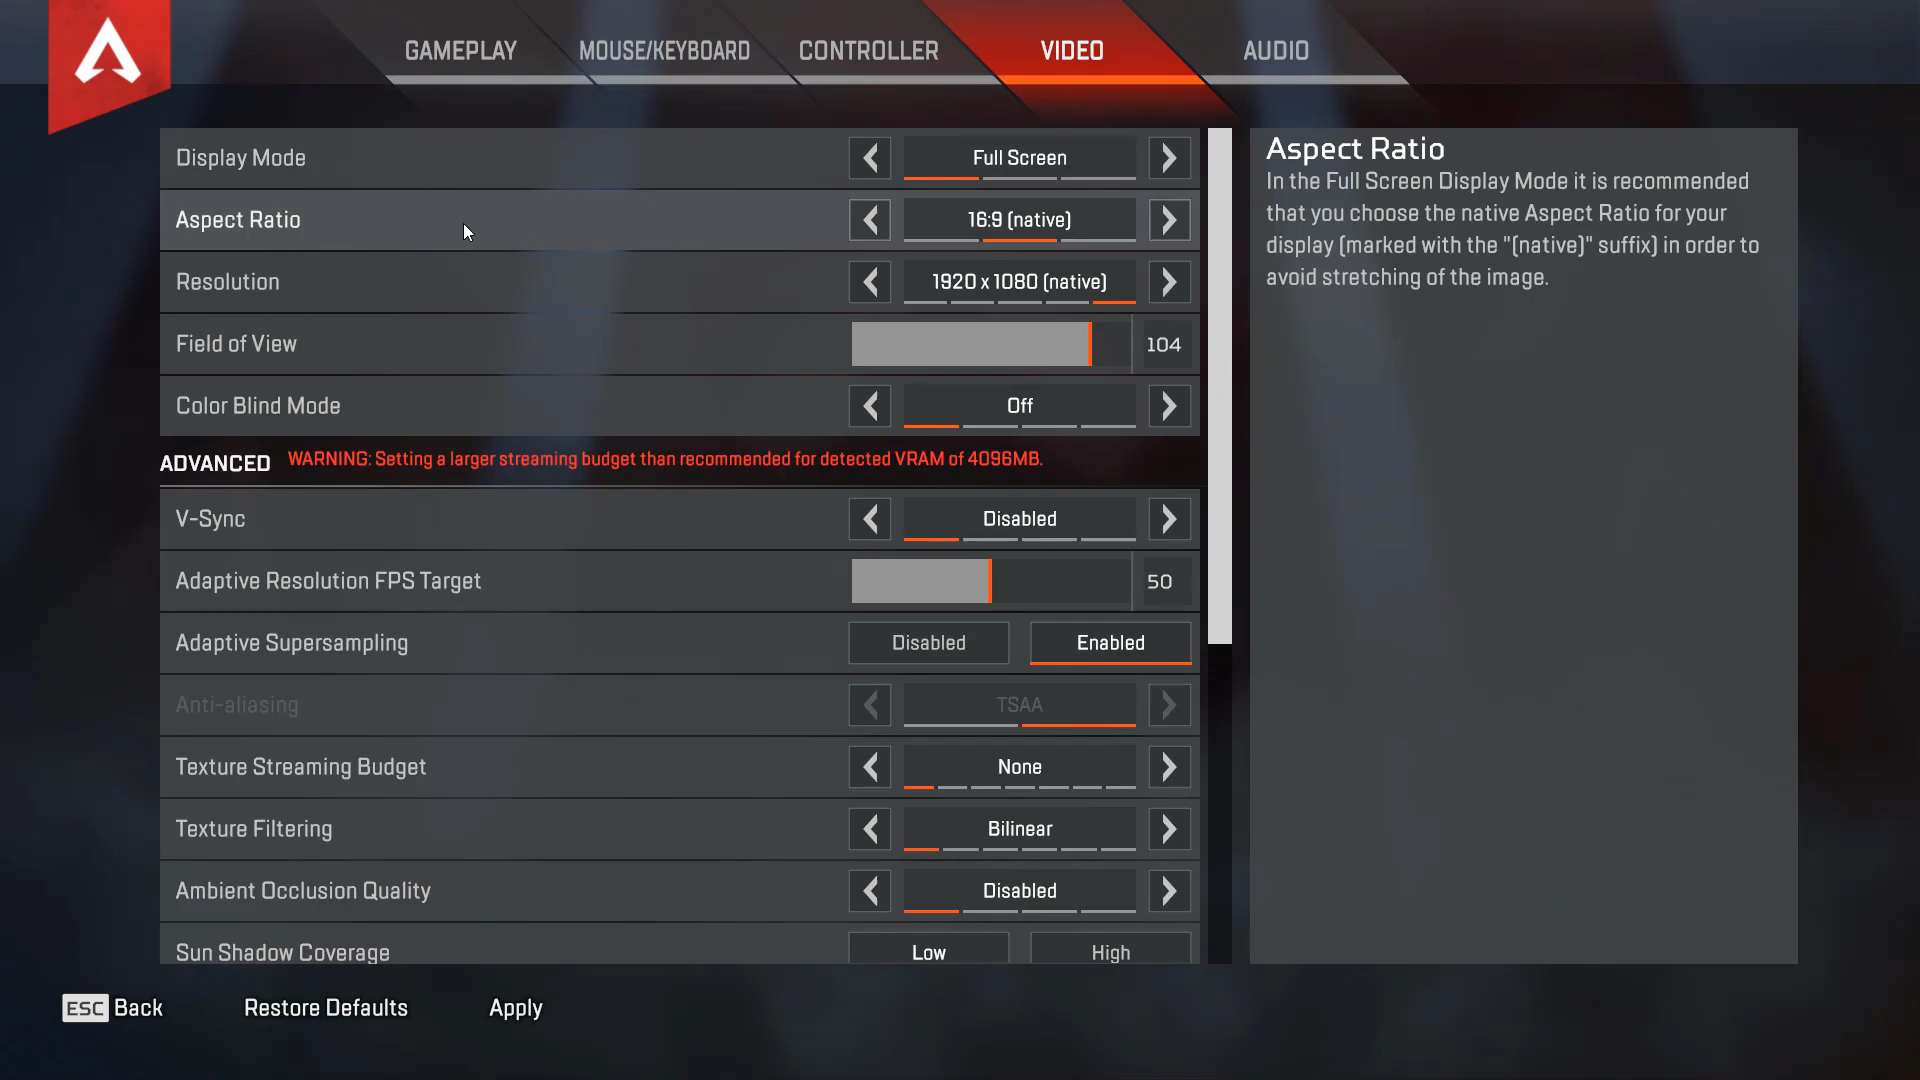 GAMEPLAY MOUSE/KEYBOARD CONTROLLER VIDEO AUDIO
Display Mode Full Screen
Aspect Ratio 16:9 (native)
Resolution 1920 x 1080 (native)
Field of View 104
Color Blind Mode Off
ADVANCED WARNING: Setting a larger streaming budget than recommended for detected VRAM of 4096MB.
V-Sync Disabled
Adaptive Resolution FPS Target 50
Adaptive Supersampling Disabled Enabled
Anti-aliasing TSAA
Texture Streaming Budget None
Texture Filtering Bilinear
Ambient Occlusion Quality Disabled
Sun Shadow Coverage Low High
Aspect Ratio
In the Full Screen Display Mode it is recommended
that you choose the native Aspect Ratio for your
display (marked with the "(native)" suffix) in order to
avoid stretching of the image.
ESC Back Restore Defaults Apply